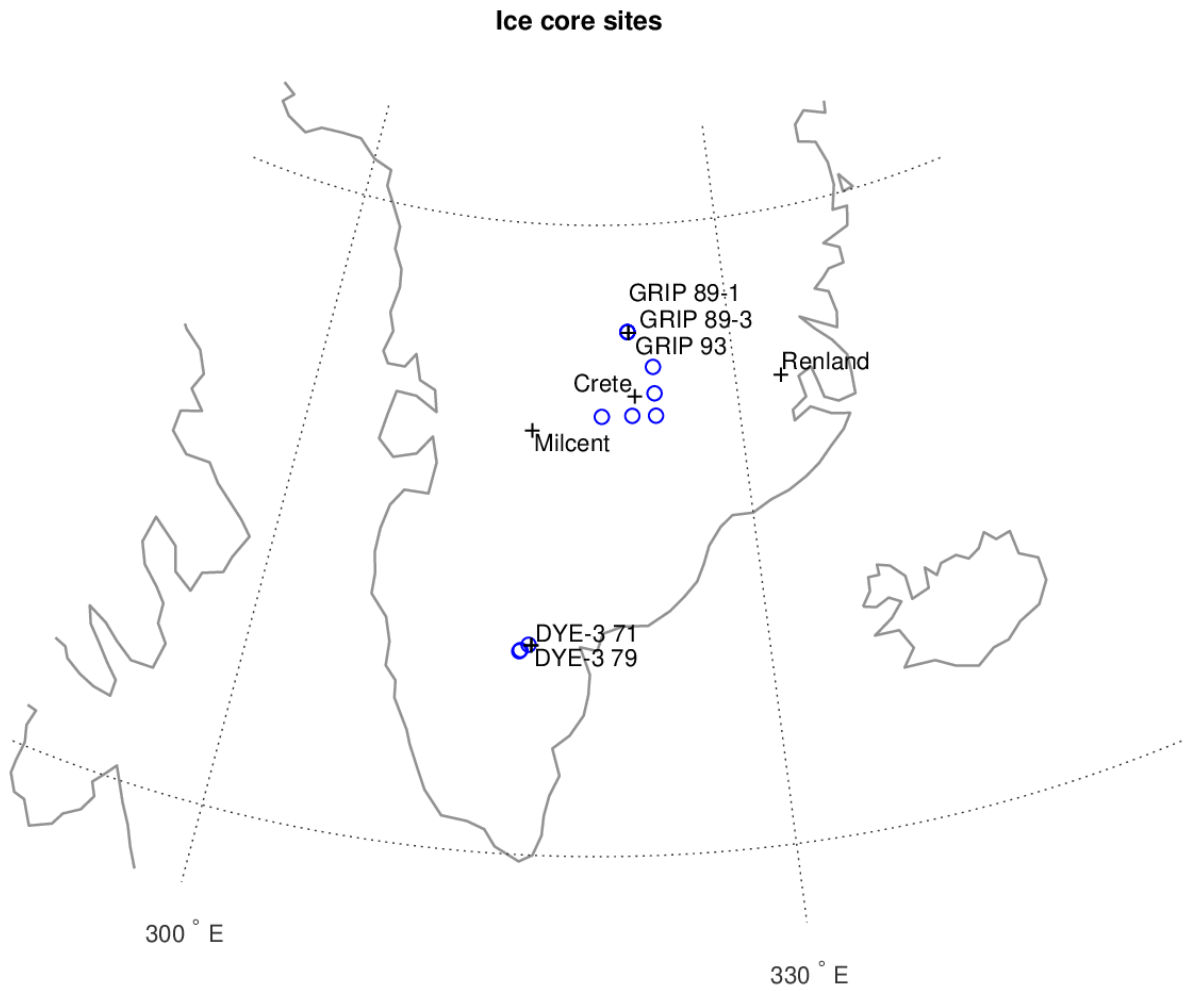 Ice core sites
GRIP 89-1
GRIP 89-3
GRIP 93
Renland
Crete
Milcent
DYE-3 71
DYE-3 79
300 ° E
330 ° E